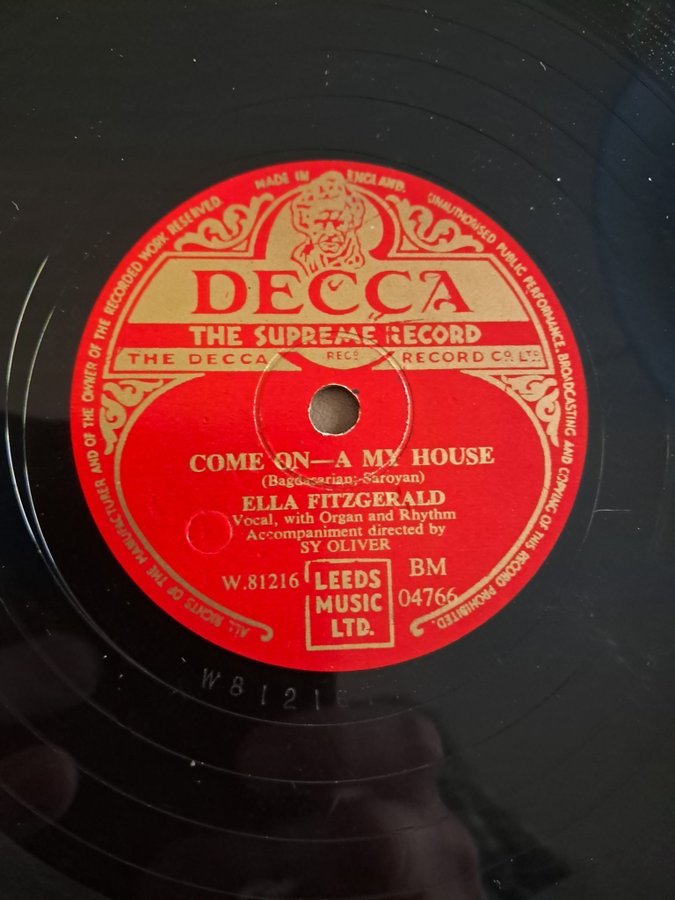 MADE IN ENGLAND.
ALL RIGHTS OF THE MANUFACTURER AND OF THE OWNER OF THE RECORDED WORK RESERVED
UNAUTHORISED PUBLIC PERFORMANCE, BROADCASTING AND COPYING OF THIS RECORD PROHIBITED.
DECCA
THE SUPREME RECORD
THE DECCA REGD RECORD CO. LTD.
COME ON—A MY HOUSE
(Bagdasarian; Saroyan)
ELLA FITZGERALD
Vocal, with Organ and Rhythm
Accompaniment directed by
SY OLIVER
W.81216
LEEDS
MUSIC
LTD.
BM
04766
W81216